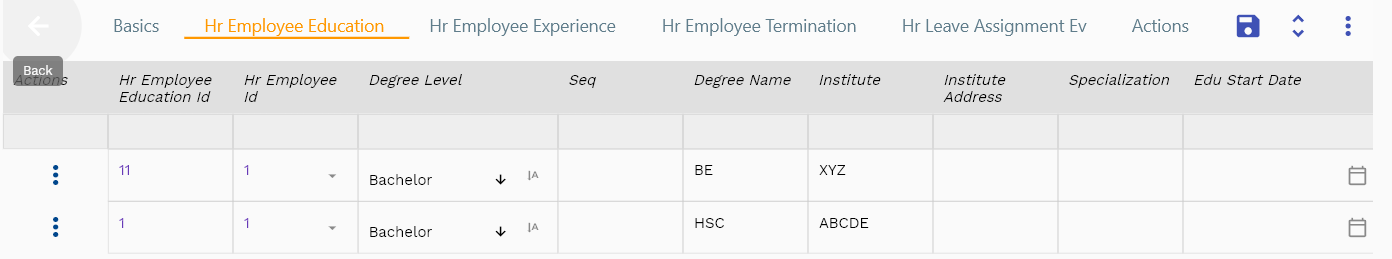 Basics Hr Employee Education Hr Employee Experience Hr Employee Termination Hr Leave Assignment Ev Actions
Back
Actions Hr Employee Education Id Hr Employee Id Degree Level Seq Degree Name Institute Institute Address Specialization Edu Start Date
11 1 Bachelor A BE XYZ
1 1 Bachelor A HSC ABCDE